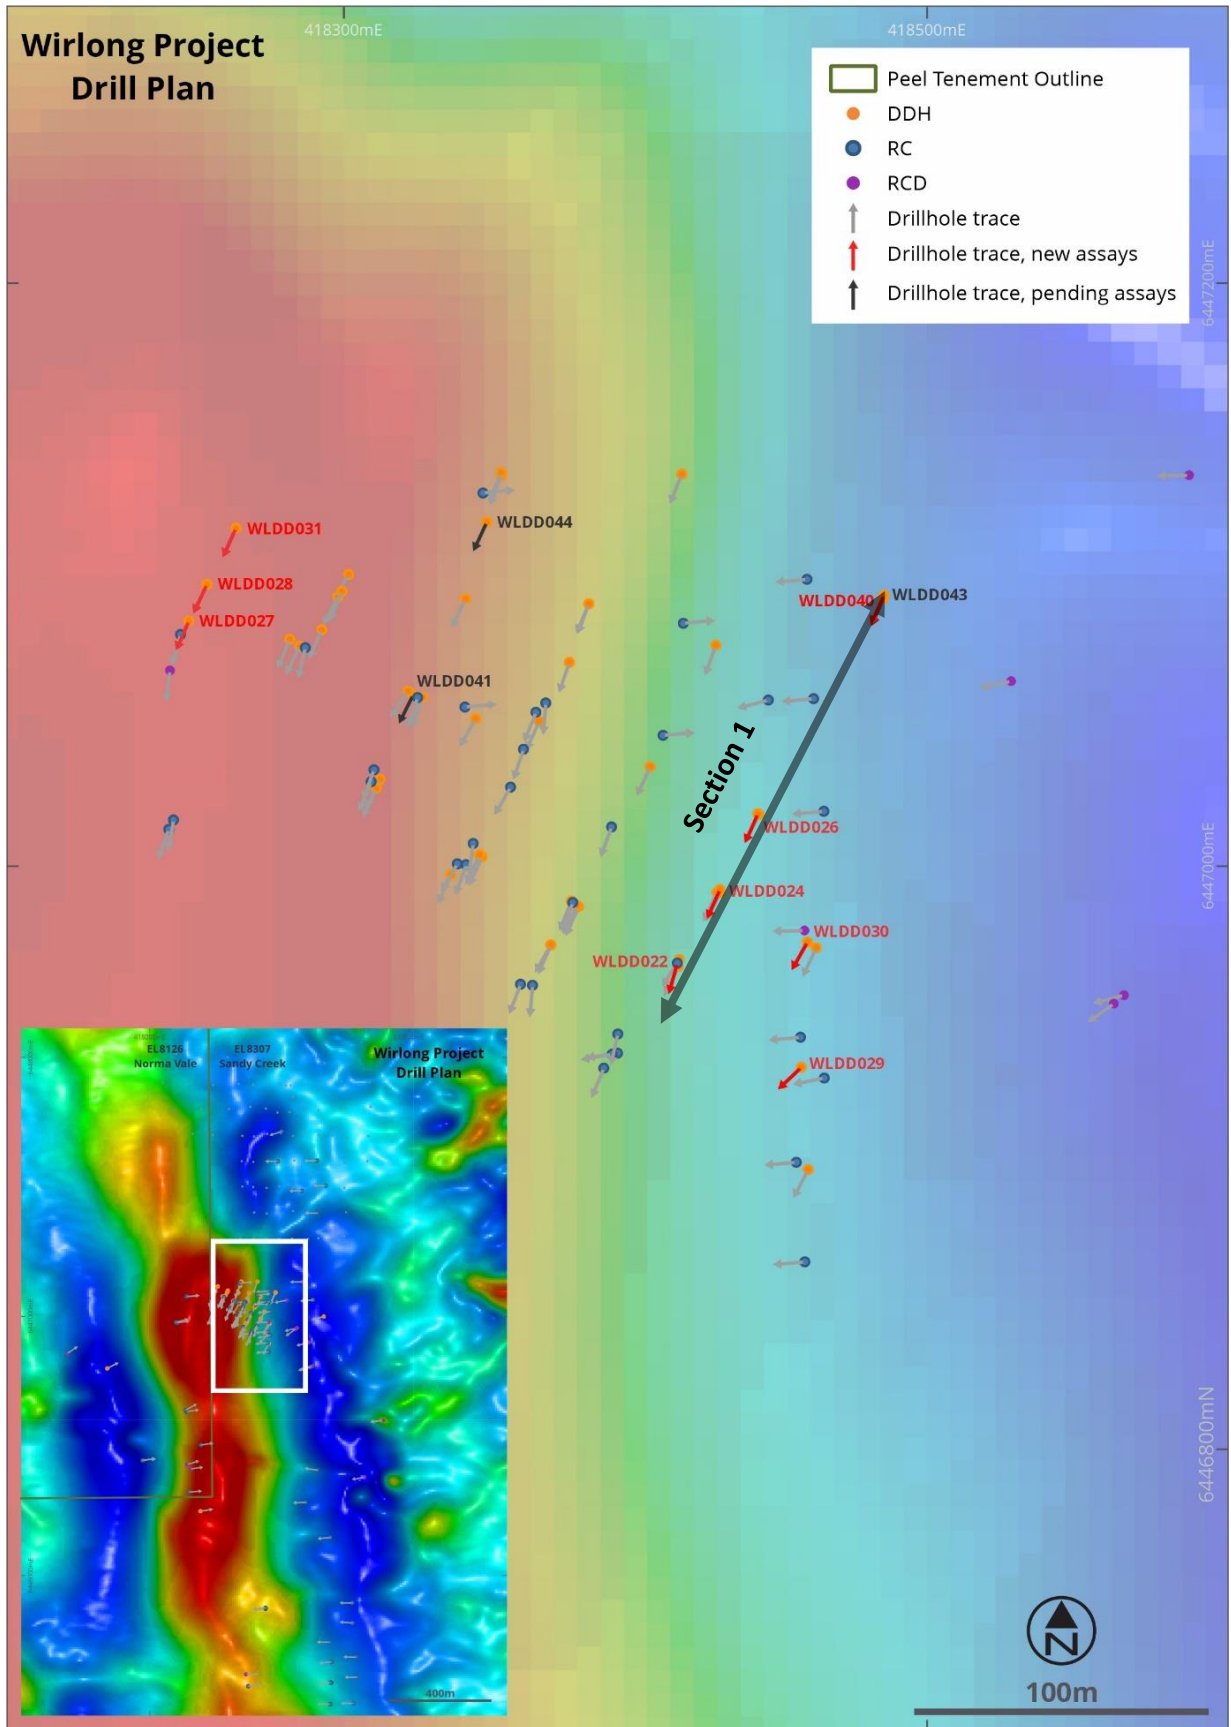 418300mE
418500mE
Wirlong Project
Drill Plan
Peel Tenement Outline
DDH
RC
RCD
Drillhole trace
Drillhole trace, new assays
Drillhole trace, pending assays
6447200mE
WLDD031
WLDD044
WLDD028
WLDD040
WLDD043
WLDD027
WLDD041
Section 1
WLDD026
6447000mE
WLDD024
WLDD030
WLDD022
WLDD029
EL8126
Norma Vale
EL8307
Sandy Creek
Wirlong Project
Drill Plan
400m
6446800mN
N
100m